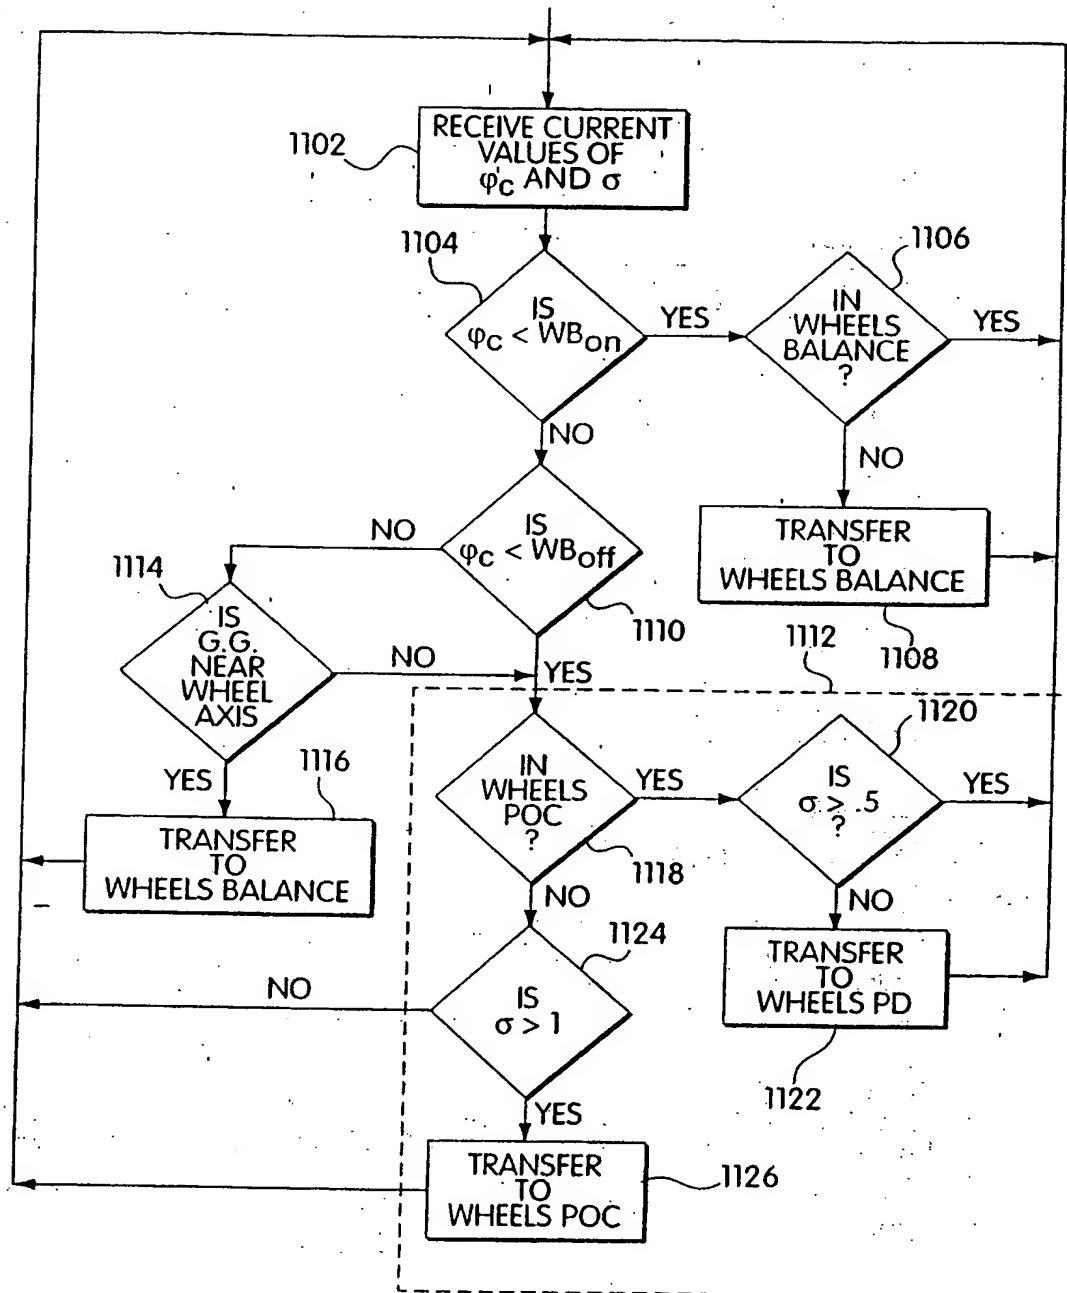 1102
RECEIVE CURRENT
VALUES OF
φc AND σ
1104
IS
φc < WBon
YES
1106
IN
WHEELS
BALANCE
?
YES
NO
NO
TRANSFER
TO
WHEELS BALANCE
1108
IS
φc < WBoff
NO
1110
YES
1114
IS
G.G.
NEAR
WHEEL
AXIS
NO
YES
1116
TRANSFER
TO
WHEELS BALANCE
1112
IN
WHEELS
POC
?
YES
1118
NO
1120
IS
σ > .5
?
YES
NO
TRANSFER
TO
WHEELS PD
1122
1124
IS
σ > 1
NO
YES
TRANSFER
TO
WHEELS POC
1126